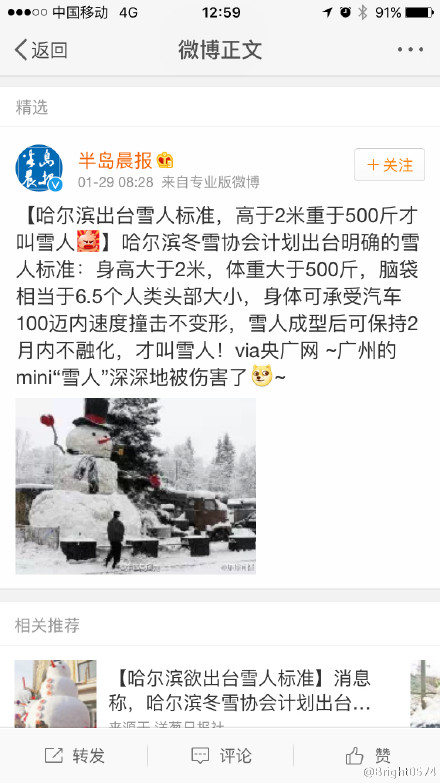 中国移动 4G 12:59 91%
返回 微博正文
精选
半岛晨报
+关注
01-29 08:28 来自专业版微博
【哈尔滨出台雪人标准，高于2米重于500斤才
叫雪人】哈尔滨冬雪协会计划出台明确的雪
人标准：身高大于2米，体重大于500斤，脑袋
相当于6.5个人类头部大小，身体可承受汽车
100迈内速度撞击不变形，雪人成型后可保持2
月内不融化，才叫雪人！via央广网 ~广州的
mini“雪人”深深地被伤害了~
相关推荐
【哈尔滨欲出台雪人标准】消息
称，哈尔滨冬雪协会计划出台...
来源于 洋葱日报社
转发 评论 赞
@Bright0574